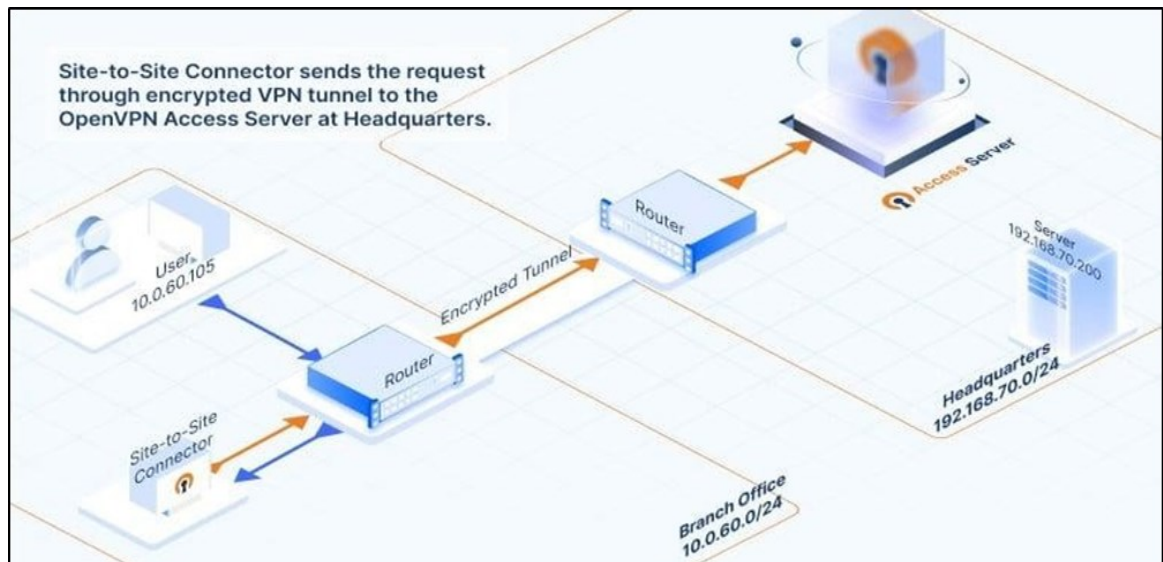 Site-to-Site Connector sends the request
through encrypted VPN tunnel to the
OpenVPN Access Server at Headquarters.
Access Server
Router
Server
192.168.70.200
User
10.0.60.105
Encrypted Tunnel
Router
Headquarters
192.168.70.0/24
Site-to-Site
Connector
Branch Office
10.0.60.0/24